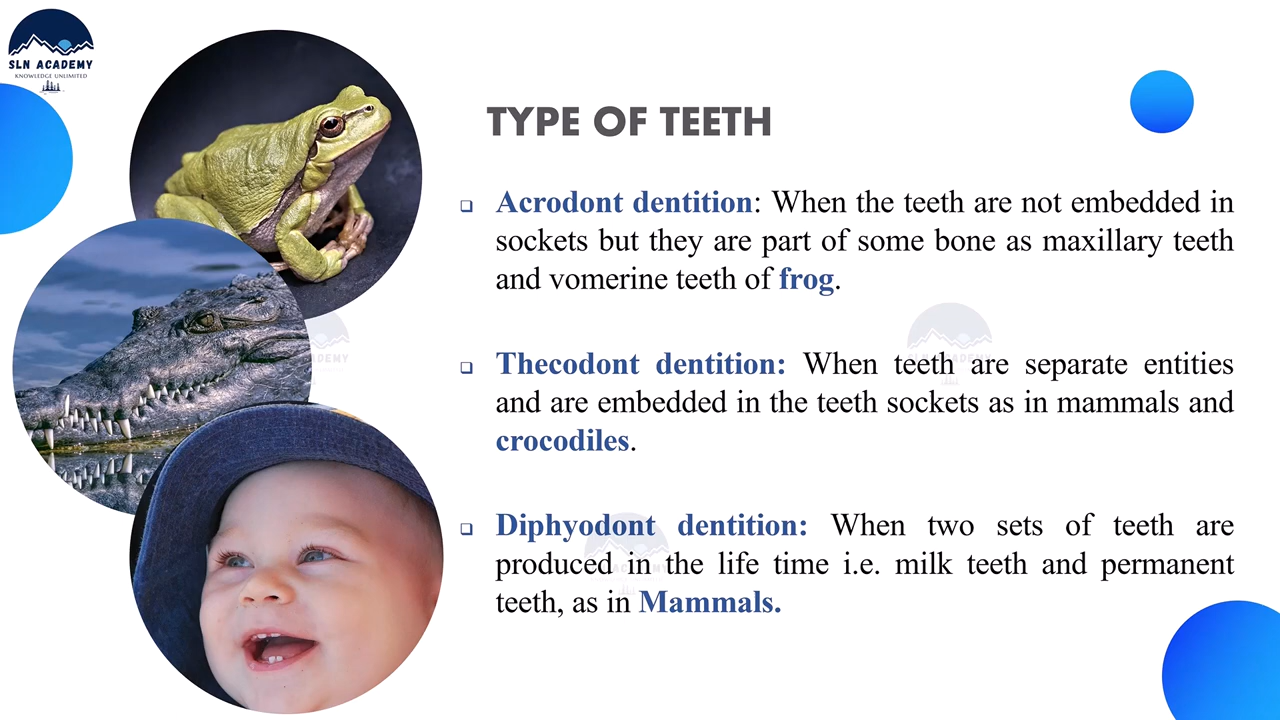 SLN ACADEMY
KNOWLEDGE UNLIMITED
TYPE OF TEETH
❑ Acrodont dentition: When the teeth are not embedded in
sockets but they are part of some bone as maxillary teeth
and vomerine teeth of frog.
❑ Thecodont dentition: When teeth are separate entities
and are embedded in the teeth sockets as in mammals and
crocodiles.
❑ Diphyodont dentition: When two sets of teeth are
produced in the life time i.e. milk teeth and permanent
teeth, as in Mammals.